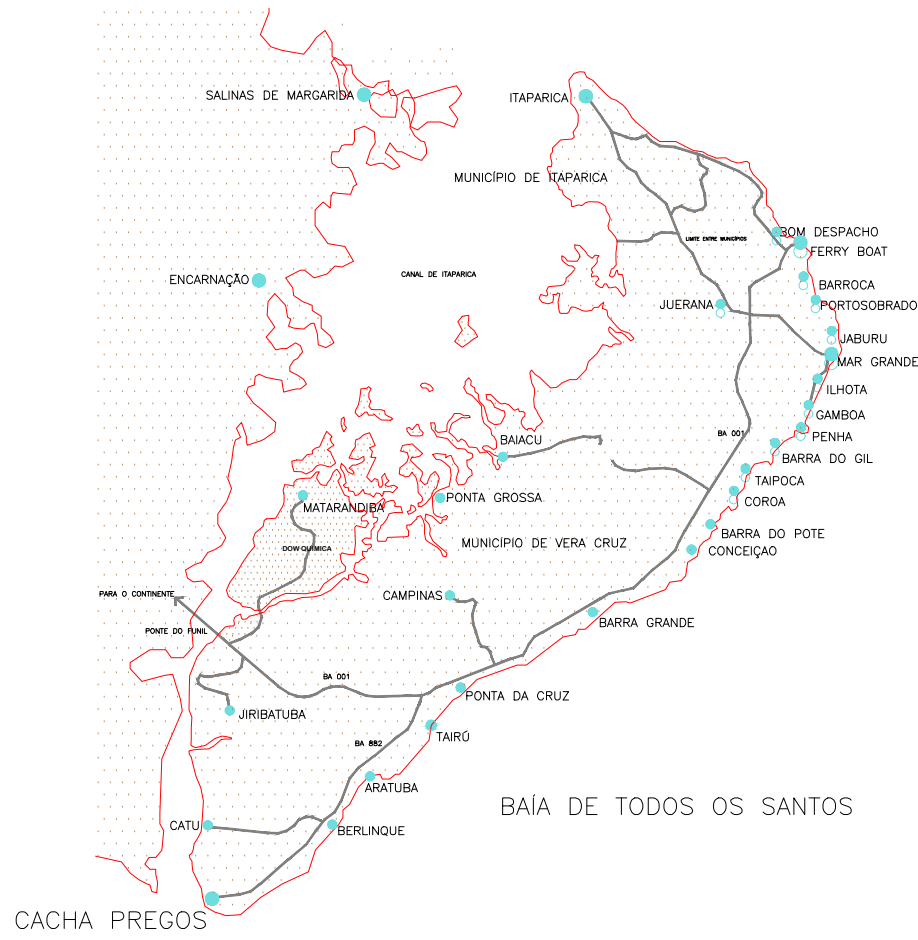 SALINAS DE MARGARIDA
ITAPARICA
MUNICÍPIO DE ITAPARICA
BOM DESPACHO
LIMITE ENTRE MUNICÍPIOS
FERRY BOAT
CANAL DE ITAPARICA
ENCARNAÇÃO
BARROCA
JUERANA
PORTOSOBRADO
JABURU
MAR GRANDE
ILHOTA
GAMBOA
BA 001
PENHA
BAIACU
BARRA DO GIL
TAIPOCA
PONTA GROSSA
COROA
MATARANDIBA
BARRA DO POTE
MUNICÍPIO DE VERA CRUZ
DOW QUÍMICA
CONCEIÇAO
PARA O CONTINENTE
CAMPINAS
BARRA GRANDE
PONTE DO FUNIL
BA 001
PONTA DA CRUZ
JIRIBATUBA
TAIRÚ
BA 882
ARATUBA
BAÍA DE TODOS OS SANTOS
CATU
BERLINQUE
CACHA PREGOS